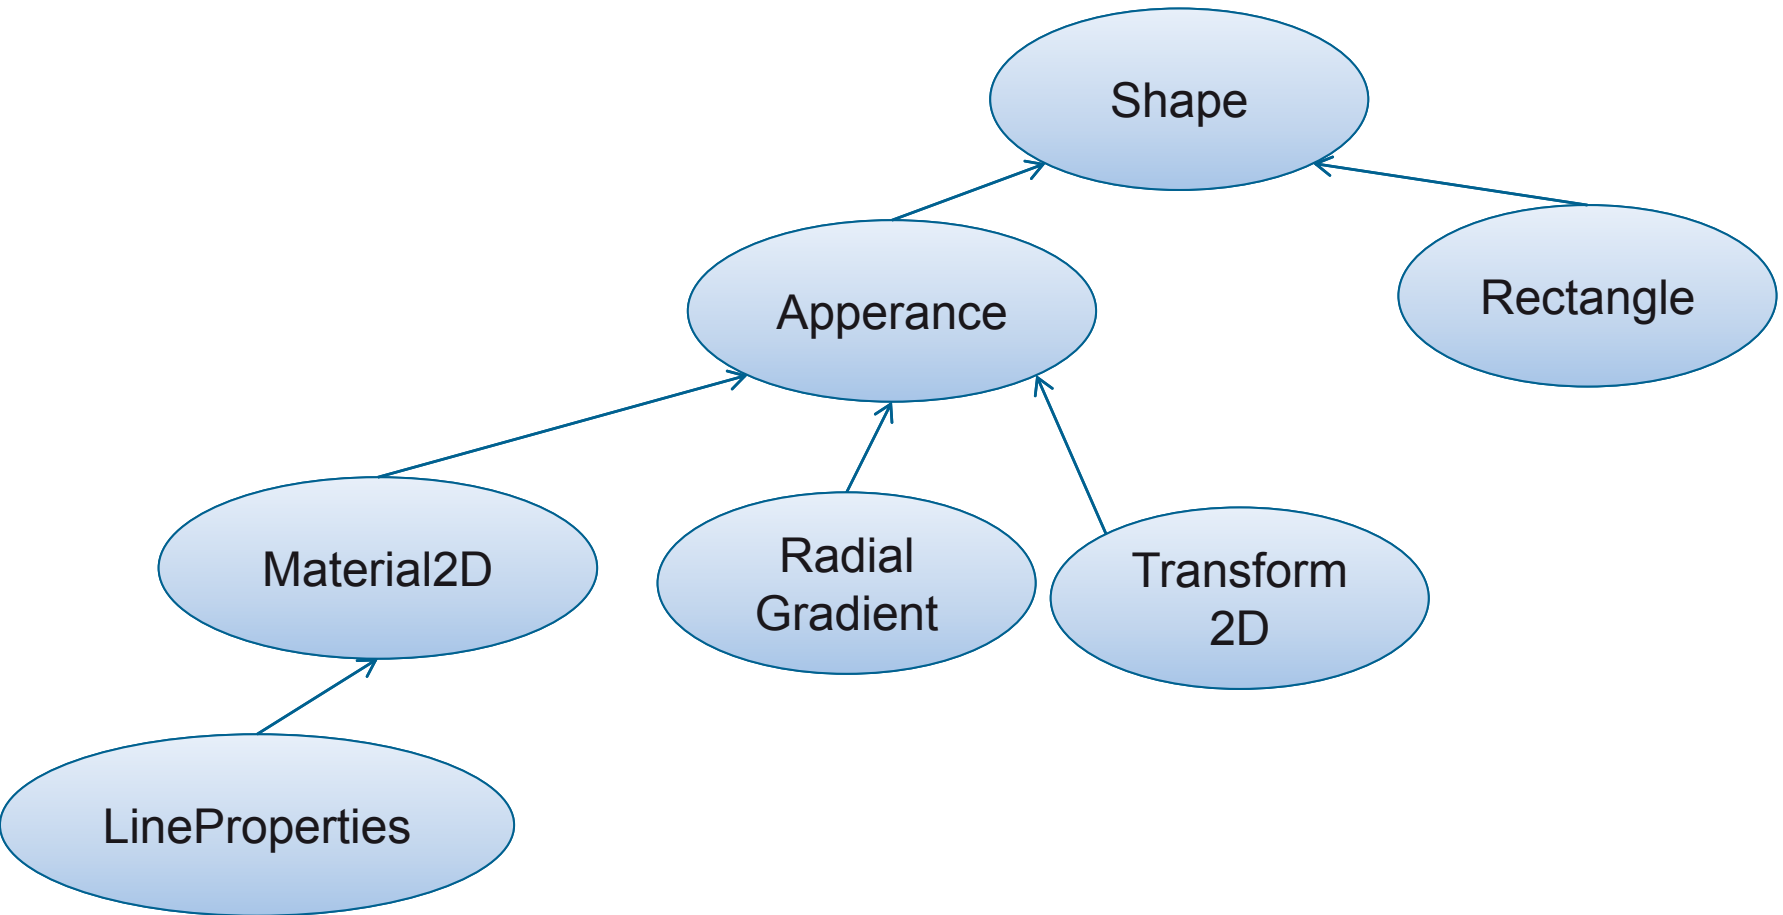 Shape
Apperance
Rectangle
Material2D
Radial
Gradient
Transform
2D
LineProperties